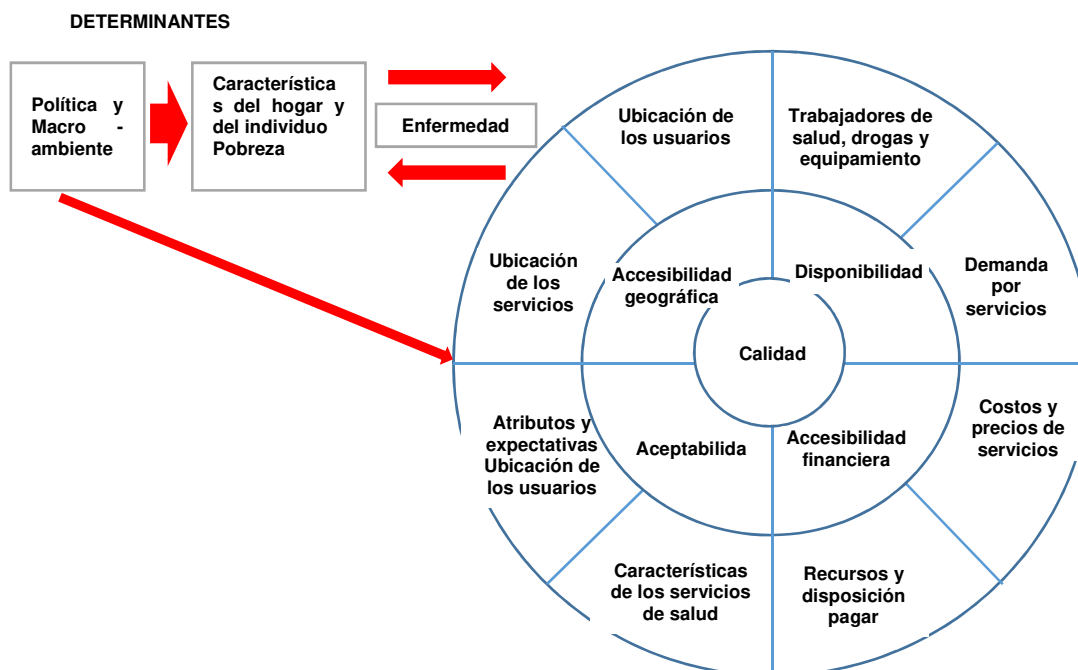 DETERMINANTES
Política y
Macro -
ambiente
Característica
s del hogar y
del individuo
Pobreza
Enfermedad
Ubicación de
los usuarios
Trabajadores de
salud, drogas y
equipamiento
Ubicación
de los
servicios
Accesibilidad
geográfica
Disponibilidad
Demanda
por
servicios
Calidad
Atributos y
expectativas
Ubicación de
los usuarios
Aceptabilida
Accesibilidad
financiera
Costos y
precios de
servicios
Características
de los servicios
de salud
Recursos y
disposición
pagar